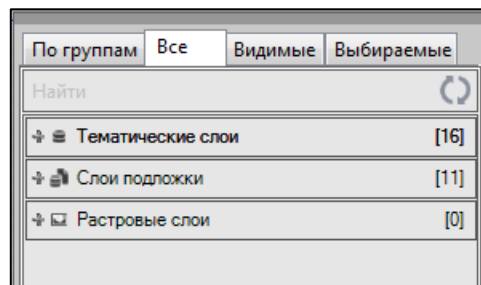 По группам Все Видимые Выбираемые
Найти
Тематические слои [16]
Слои подложки [11]
Растровые слои [0]